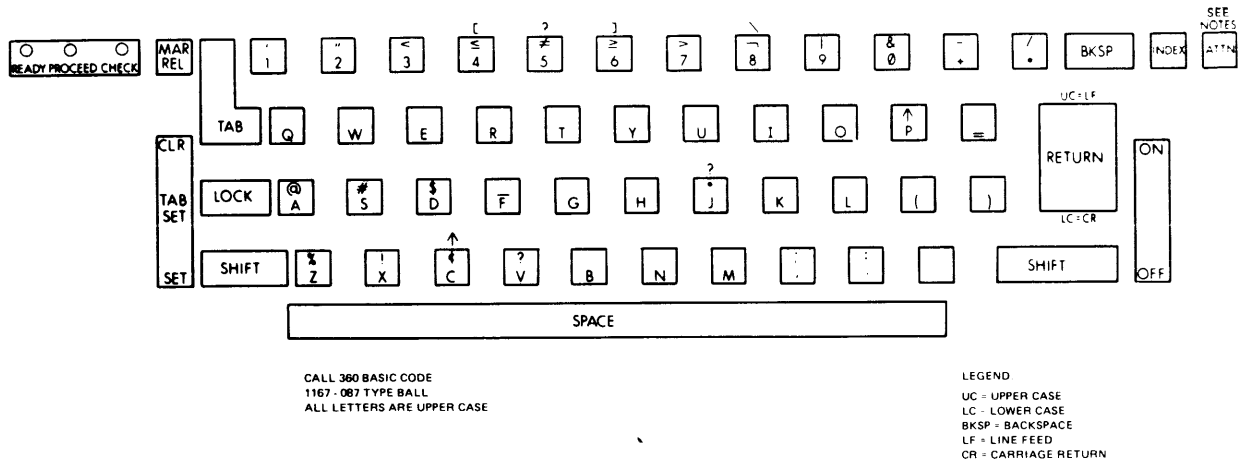 SEE
NOTES
[ ? ] \
MAR ' " < ≤ ≠ ≥ > ¬ | & - / BKSP INDEX ATTN
READY PROCEED CHECK REL 1 2 3 4 5 6 7 8 9 0 +
UC=LF
TAB Q W E R T Y U I O ↑ P =
CLR RETURN ON
?
TAB LOCK @ # $
SET A S D F G H J K L ( )
LC=CR
↑
SET SHIFT % ! ¢ ?
Z X C V B N M SHIFT OFF
SPACE
CALL 360 BASIC CODE
1167 - 087 TYPE BALL
ALL LETTERS ARE UPPER CASE
LEGEND
UC = UPPER CASE
LC - LOWER CASE
BKSP = BACKSPACE
LF = LINE FEED
CR = CARRIAGE RETURN